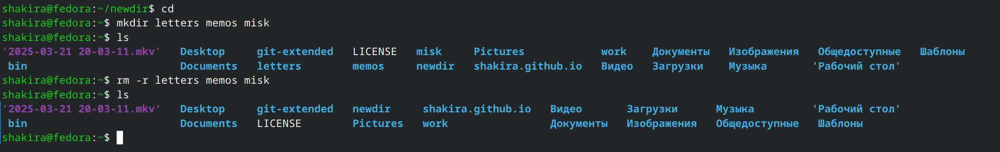 shakira@fedora:~/newdir$ cd
shakira@fedora:~$ mkdir letters memos misk
shakira@fedora:~$ ls
'2025-03-21 20-03-11.mkv' Desktop git-extended LICENSE misk Pictures work Документы Изображения Общедоступные Шаблоны
bin Documents letters memos newdir shakira.github.io Видео Загрузки Музыка 'Рабочий стол'
shakira@fedora:~$ rm -r letters memos misk
shakira@fedora:~$ ls
'2025-03-21 20-03-11.mkv' Desktop git-extended newdir shakira.github.io Видео Загрузки Музыка 'Рабочий стол'
bin Documents LICENSE Pictures work Документы Изображения Общедоступные Шаблоны
shakira@fedora:~$